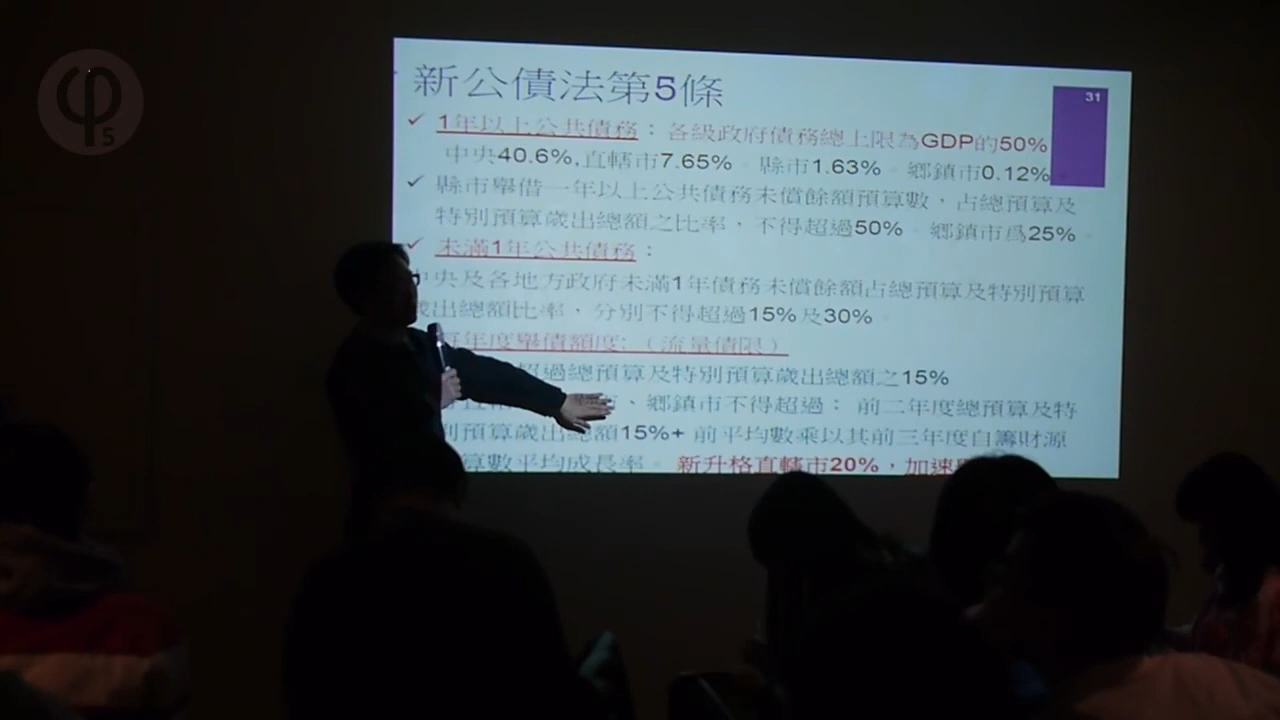 φ5
新公債法第5條
31
✓ 1年以上公共債務：各級政府債務總上限為GDP的50%
中央40.6%,直轄市7.65%。縣市1.63%。鄉鎮市0.12%
✓ 縣市舉借一年以上公共債務未償餘額預算數，占總預算及
特別預算歲出總額之比率，不得超過50%。鄉鎮市爲25%。
✓ 未滿1年公共債務：
中央及各地方政府未滿1年債務未償餘額占總預算及特別預算
歲出總額比率，分別不得超過15%及30%。
每年度舉債額度:（流量債限）
超過總預算及特別預算歲出總額之15%
、鄉鎮市不得超過： 前二年度總預算及特
別預算歲出總額15%+ 前平均數乘以其前三年度自籌財源
算數平均成長率。 新升格直轄市20%，加速